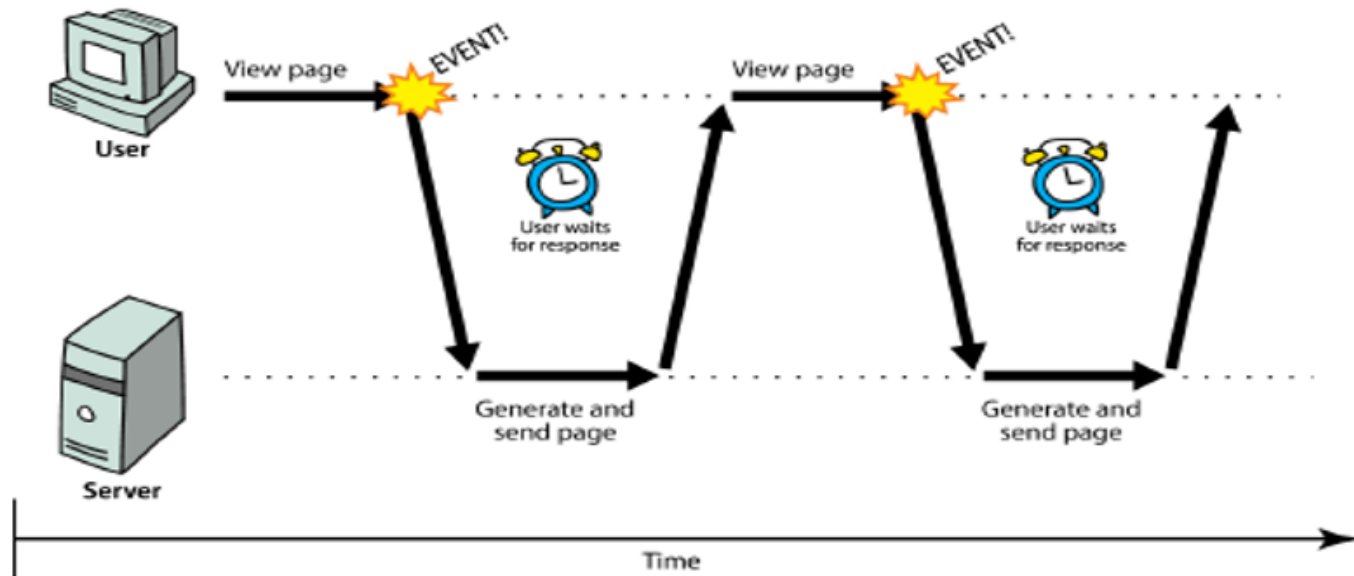 View page
EVENT!
View page
EVENT!
User
User waits
for response
User waits
for response
Generate and
send page
Generate and
send page
Server
Time